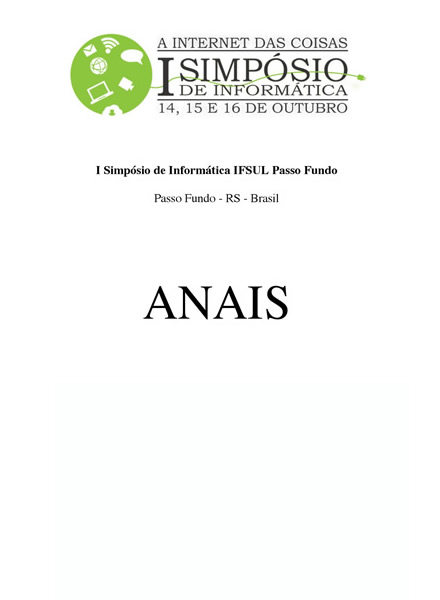 A INTERNET DAS COISAS
I SIMPÓSIO
DE INFORMÁTICA
14, 15 E 16 DE OUTUBRO
I Simpósio de Informática IFSUL Passo Fundo
Passo Fundo - RS - Brasil
ANAIS